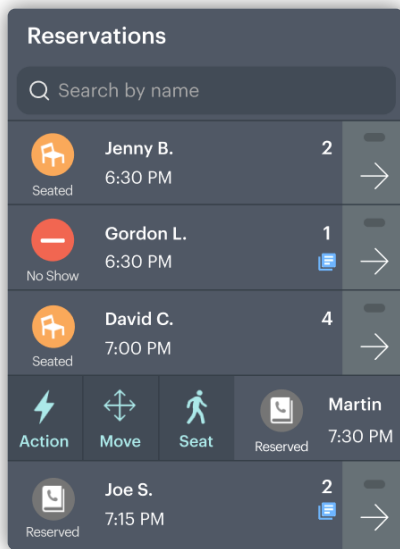 Reservations
Search by name
Jenny B. 2
Seated 6:30 PM
Gordon L. 1
No Show 6:30 PM
David C. 4
Seated 7:00 PM
Action Move Seat Reserved Martin
7:30 PM
Joe S. 2
Reserved 7:15 PM